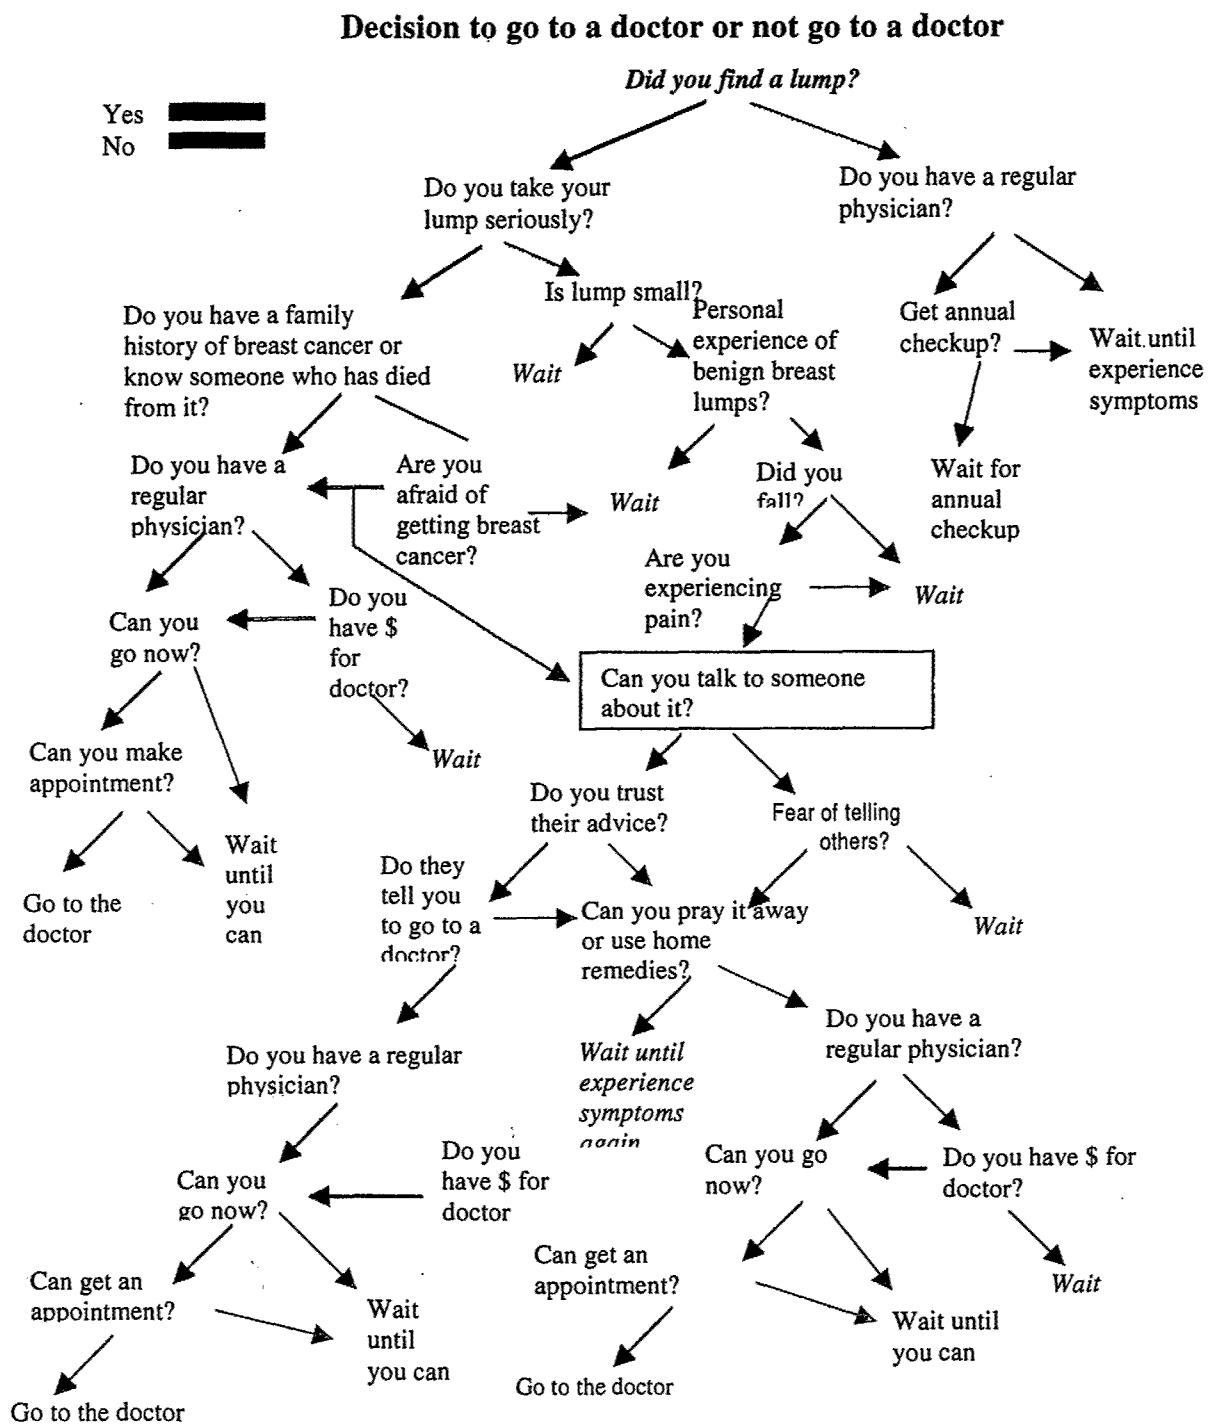 Decision to go to a doctor or not go to a doctor
Did you find a lump?
Yes
No
Do you take your
lump seriously?
Do you have a regular
physician?
Is lump small?
Do you have a family
history of breast cancer or
know someone who has died
from it?
Wait
Personal
experience of
benign breast
lumps?
Get annual
checkup?
Wait until
experience
symptoms
Do you have a
regular
physician?
Are you
afraid of
getting breast
cancer?
Wait
Did you
fall?
Wait for
annual
checkup
Are you
experiencing
pain?
Wait
Can you
go now?
Do you
have $
for
doctor?
Can you talk to someone
about it?
Can you make
appointment?
Wait
Do you trust
their advice?
Fear of telling
others?
Go to the
doctor
Wait
until
you
can
Do they
tell you
to go to a
doctor?
Can you pray it away
or use home
remedies?
Wait
Do you have a regular
physician?
Wait until
experience
symptoms
again
Do you have a
regular physician?
Can you
go now?
Do you
have $ for
doctor
Can you go
now?
Do you have $ for
doctor?
Can get an
appointment?
Wait
until
you can
Can get an
appointment?
Wait until
you can
Wait
Go to the doctor
Go to the doctor